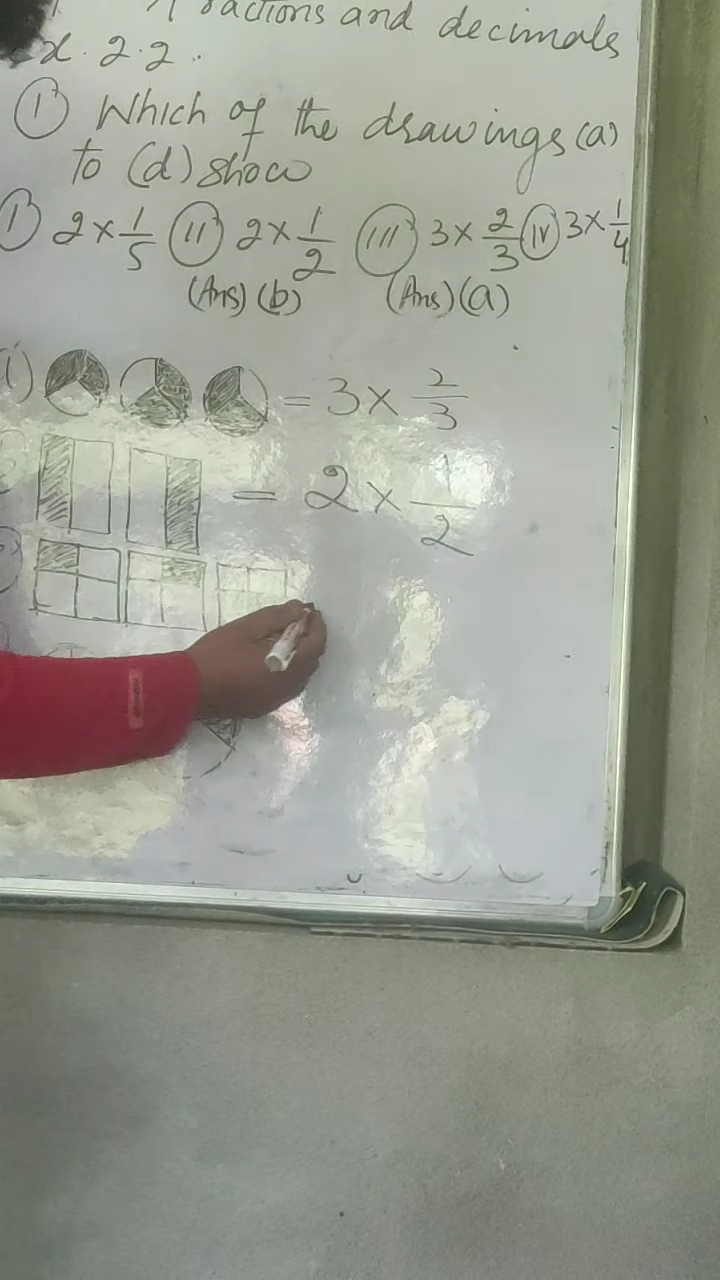 Fractions and decimals
x. 2.2.
(1) Which of the drawings (a)
to (d) show
(I) 2 × 1/5 (II) 2 × 1/2 (III) 3 × 2/3 (IV) 3 × 1/4
(Ans) (b) (Ans) (a)
= 3 × 2/3
= 2 × 1/2